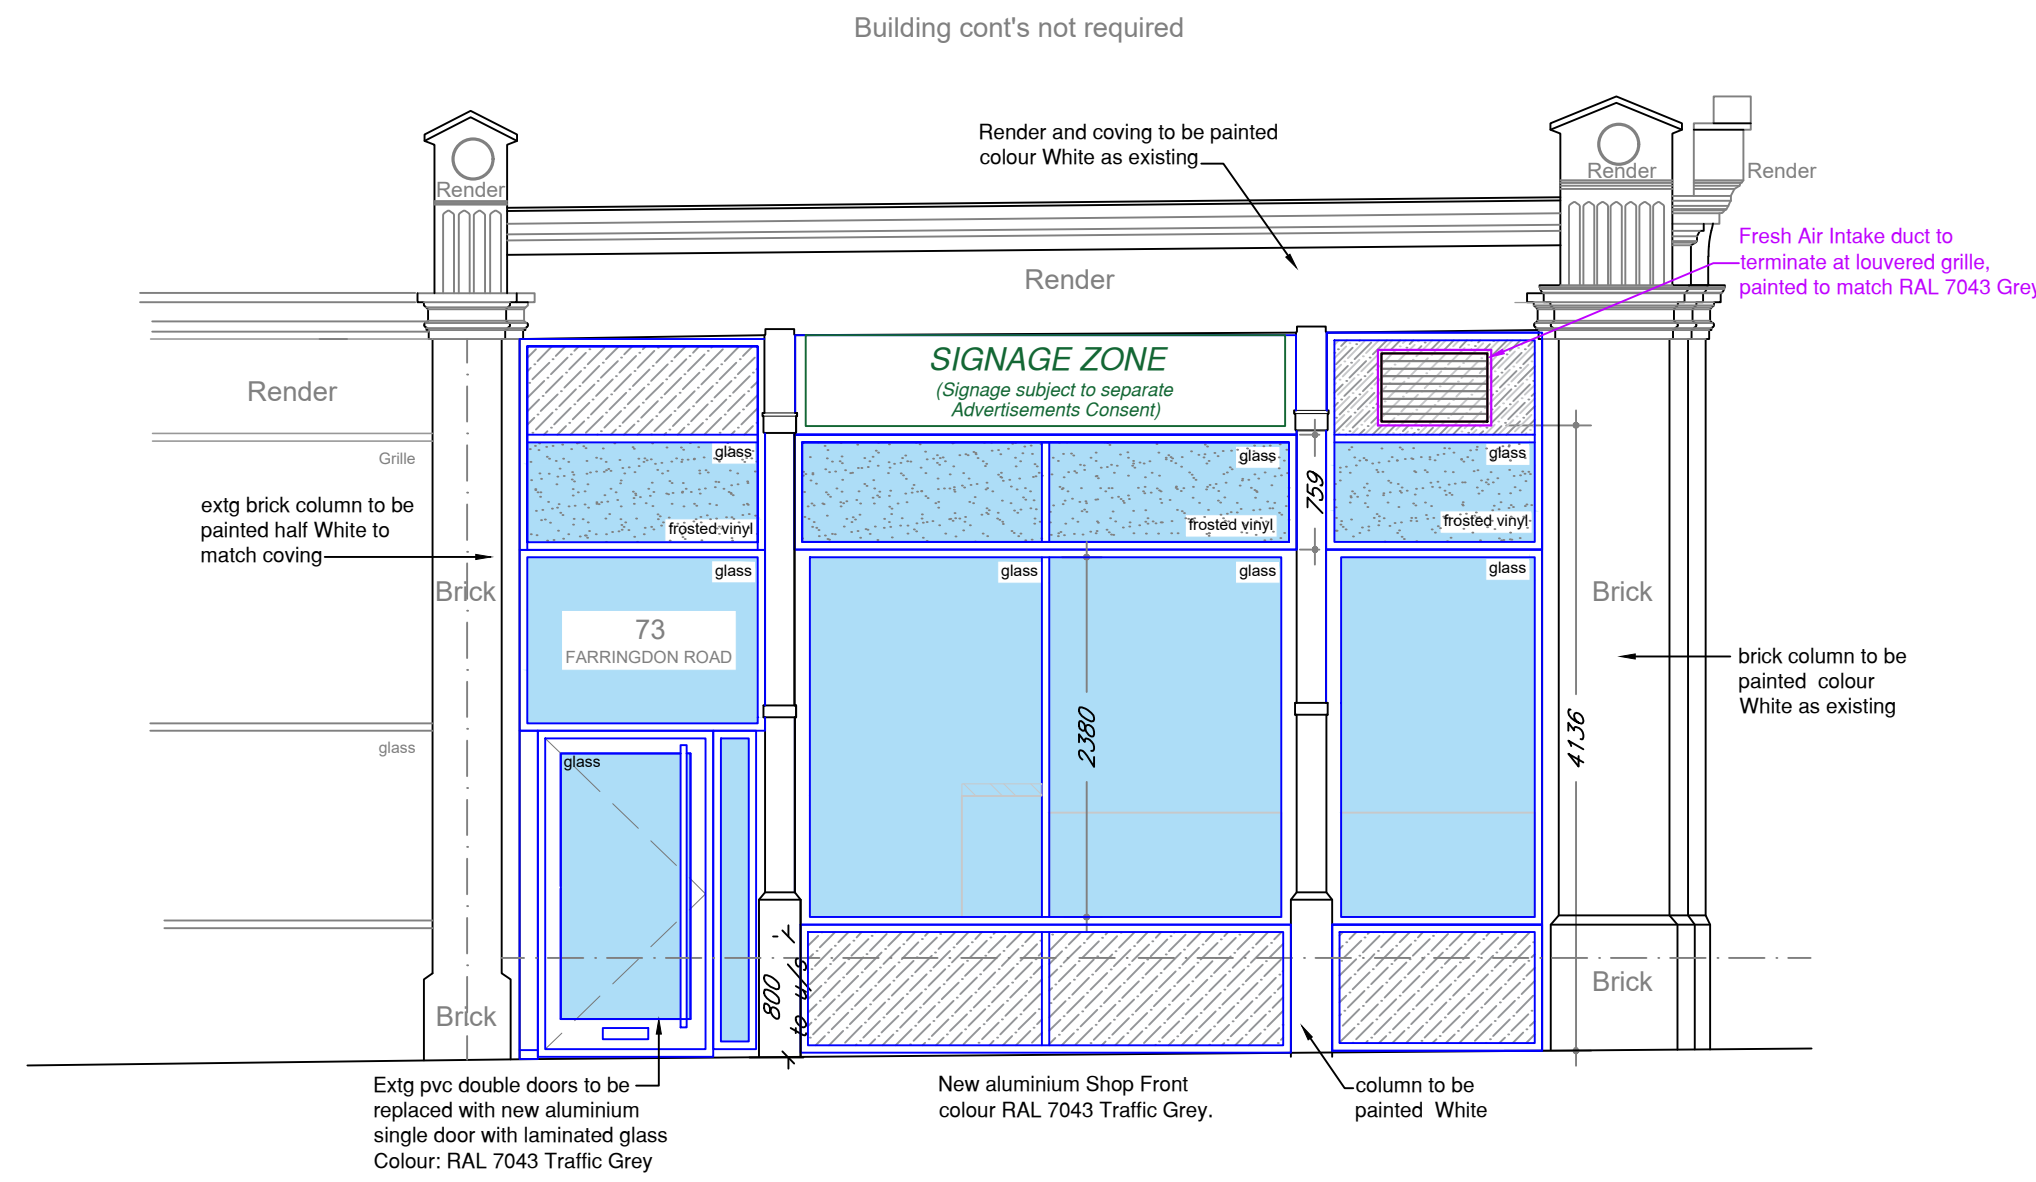 Building cont's not required
Render and coving to be painted
colour White as existing
Render
Render
Render
Fresh Air Intake duct to
terminate at louvered grille,
painted to match RAL 7043 Grey
Render
Render
SIGNAGE ZONE
(Signage subject to separate
Advertisements Consent)
Grille
glass
glass
glass
frosted vinyl
frosted vinyl
frosted vinyl
759
extg brick column to be
painted half White to
match coving
glass
glass
glass
glass
Brick
Brick
73
FARRINGDON ROAD
brick column to be
painted  colour
White as existing
2380
4136
glass
glass
800
to u/s
Brick
Brick
Extg pvc double doors to be
replaced with new aluminium
single door with laminated glass
Colour: RAL 7043 Traffic Grey
New aluminium Shop Front
colour RAL 7043 Traffic Grey.
column to be
painted  White